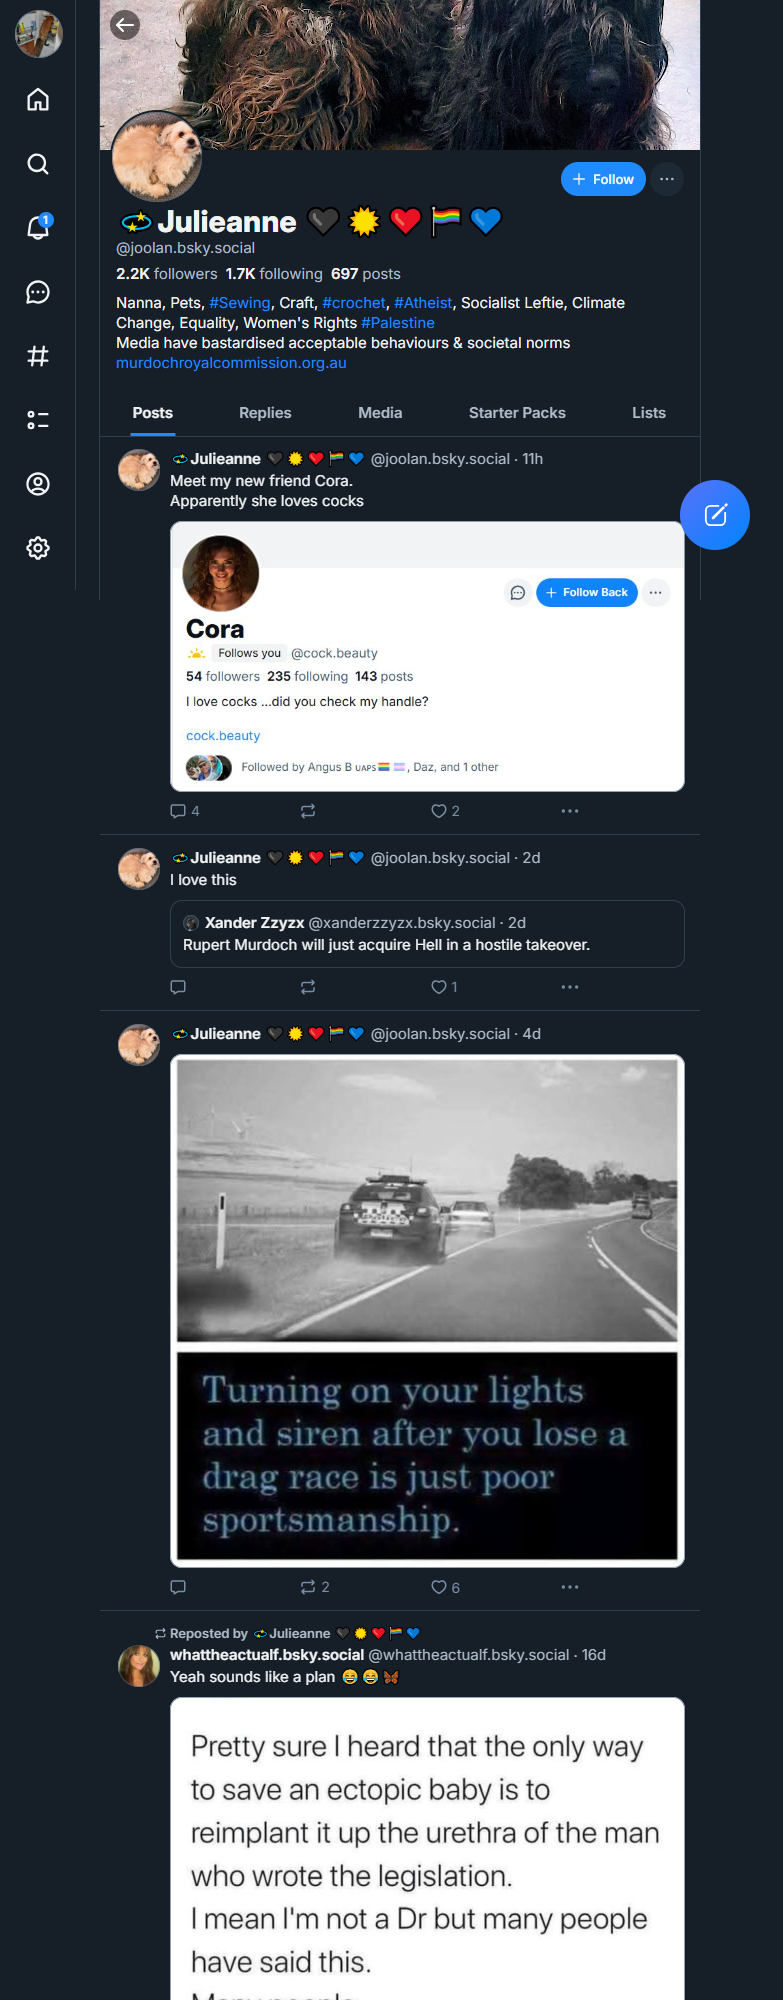 1
+ Follow
Julieanne 🖤 ☀️ ❤️ 🏳️‍🌈 💙
@joolan.bsky.social
2.2K followers 1.7K following 697 posts
Nanna, Pets, #Sewing, Craft, #crochet, #Atheist, Socialist Leftie, Climate
Change, Equality, Women's Rights #Palestine
Media have bastardised acceptable behaviours & societal norms
murdochroyalcommission.org.au
Posts Replies Media Starter Packs Lists
Julieanne 🖤 ☀️ ❤️ 🏳️‍🌈 💙 @joolan.bsky.social · 11h
Meet my new friend Cora.
Apparently she loves cocks
+ Follow Back
Cora
Follows you @cock.beauty
54 followers 235 following 143 posts
I love cocks ...did you check my handle?
cock.beauty
Followed by Angus B ᴜᴀᴘs 🏳️‍🌈 🏳️‍⚧️, Daz, and 1 other
4 2
Julieanne 🖤 ☀️ ❤️ 🏳️‍🌈 💙 @joolan.bsky.social · 2d
I love this
Xander Zzyzx @xanderzzyzx.bsky.social · 2d
Rupert Murdoch will just acquire Hell in a hostile takeover.
1
Julieanne 🖤 ☀️ ❤️ 🏳️‍🌈 💙 @joolan.bsky.social · 4d
Turning on your lights
and siren after you lose a
drag race is just poor
sportsmanship.
2 6
Reposted by 💫 Julieanne 🖤 ☀️ ❤️ 🏳️‍🌈 💙
whattheactualf.bsky.social @whattheactualf.bsky.social · 16d
Yeah sounds like a plan 😂 😂 🦋
Pretty sure I heard that the only way
to save an ectopic baby is to
reimplant it up the urethra of the man
who wrote the legislation.
I mean I'm not a Dr but many people
have said this.